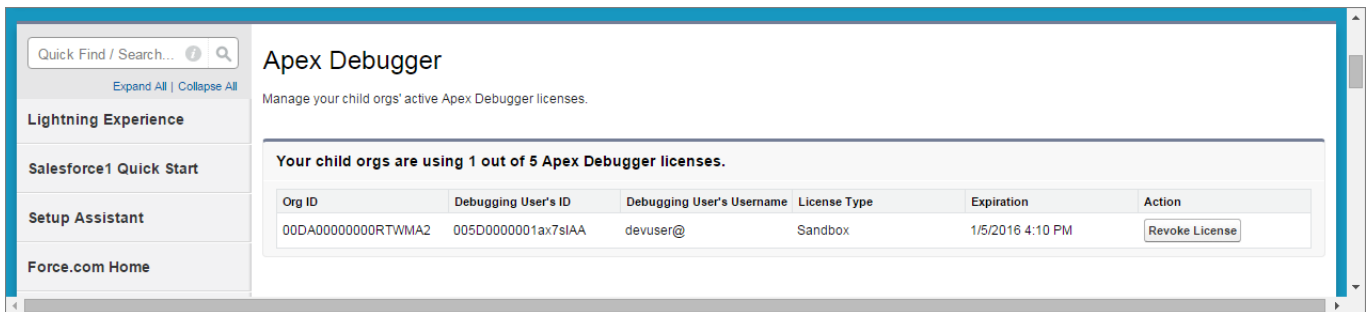 Quick Find / Search...
Expand All | Collapse All
Lightning Experience
Salesforce1 Quick Start
Setup Assistant
Force.com Home
Apex Debugger
Manage your child orgs' active Apex Debugger licenses.
Your child orgs are using 1 out of 5 Apex Debugger licenses.
Org ID Debugging User's ID Debugging User's Username License Type Expiration Action
00DA00000000RTWMA2 005D0000001ax7sIAA devuser@ Sandbox 1/5/2016 4:10 PM Revoke License